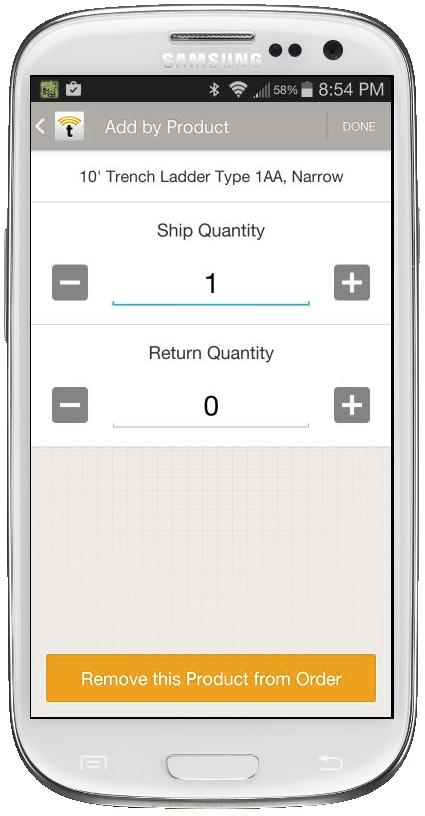 SAMSUNG
58% 8:54 PM
t Add by Product DONE
10' Trench Ladder Type 1AA, Narrow
Ship Quantity
1
Return Quantity
0
Remove this Product from Order